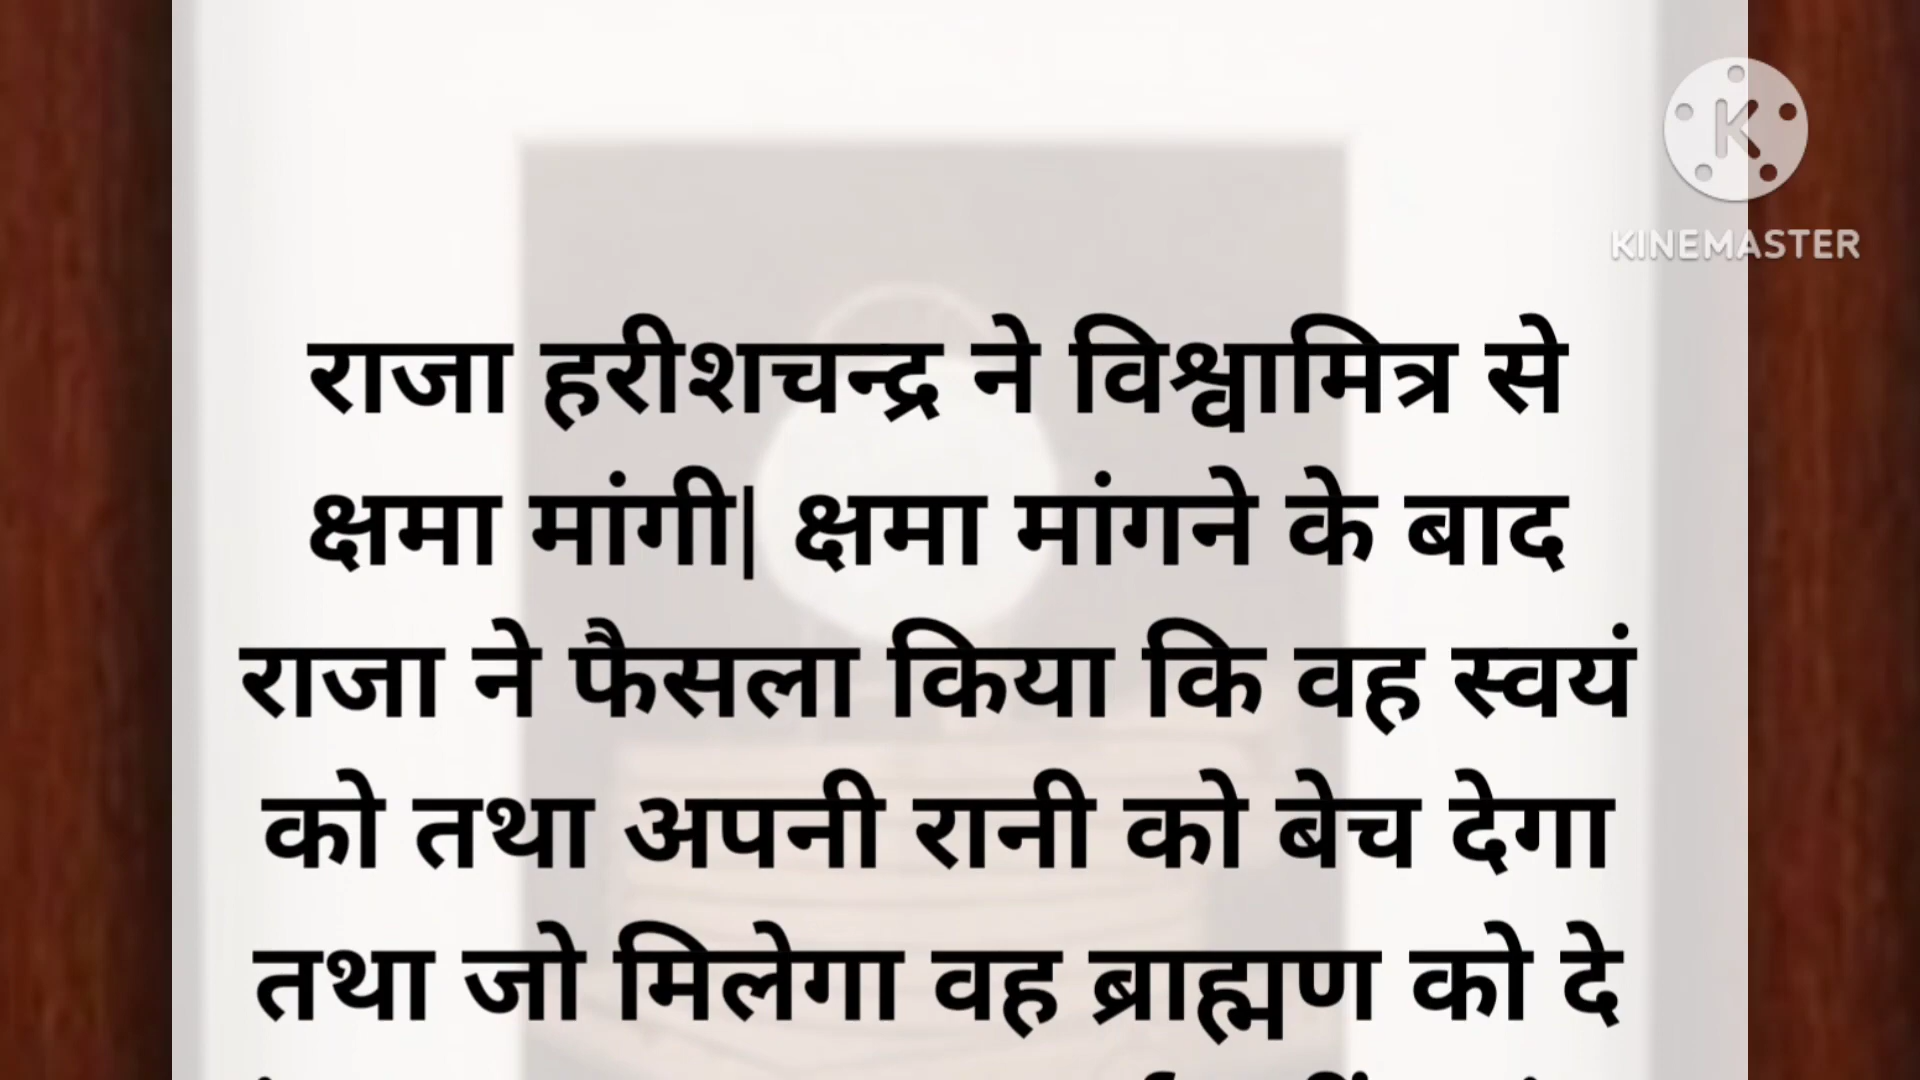 KINEMASTER
राजा हरीशचन्द्र ने विश्वामित्र से
क्षमा मांगी| क्षमा मांगने के बाद
राजा ने फैसला किया कि वह स्वयं
को तथा अपनी रानी को बेच देगा
तथा जो मिलेगा वह ब्राह्मण को दे